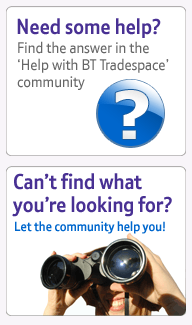 Need some help?
Find the answer in the
‘Help with BT Tradespace’
community
?
Can’t find what
you’re looking for?
Let the community help you!